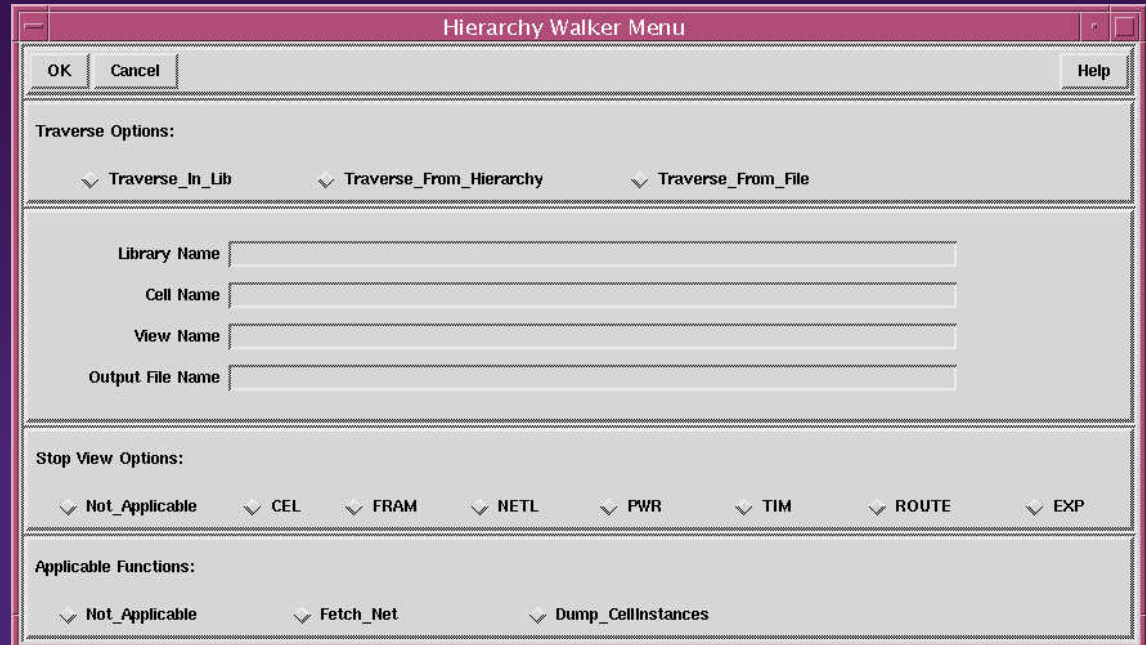 Hierarchy Walker Menu
OK Cancel Help
Traverse Options:
Traverse_In_Lib Traverse_From_Hierarchy Traverse_From_File
Library Name
Cell Name
View Name
Output File Name
Stop View Options:
Not_Applicable CEL FRAM NETL PWR TIM ROUTE EXP
Applicable Functions:
Not_Applicable Fetch_Net Dump_CellInstances